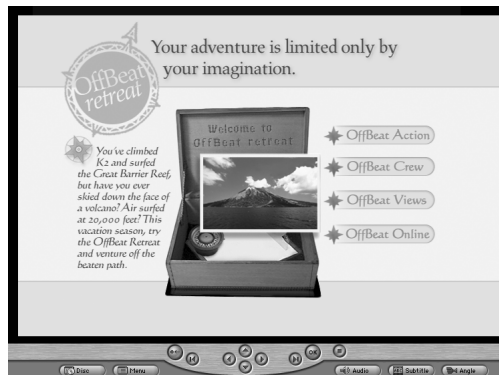 OffBeat
retreat
Your adventure is limited only by
your imagination.
You've climbed
K2 and surfed
the Great Barrier Reef,
but have you ever
skied down the face of
a volcano? Air surfed
at 20,000 feet? This
vacation season, try
the OffBeat Retreat
and venture off the
beaten path.
Welcome to
OffBeat retreat
OffBeat Action
OffBeat Crew
OffBeat Views
OffBeat Online
OK
Disc
Menu
Audio
Subtitle
Angle